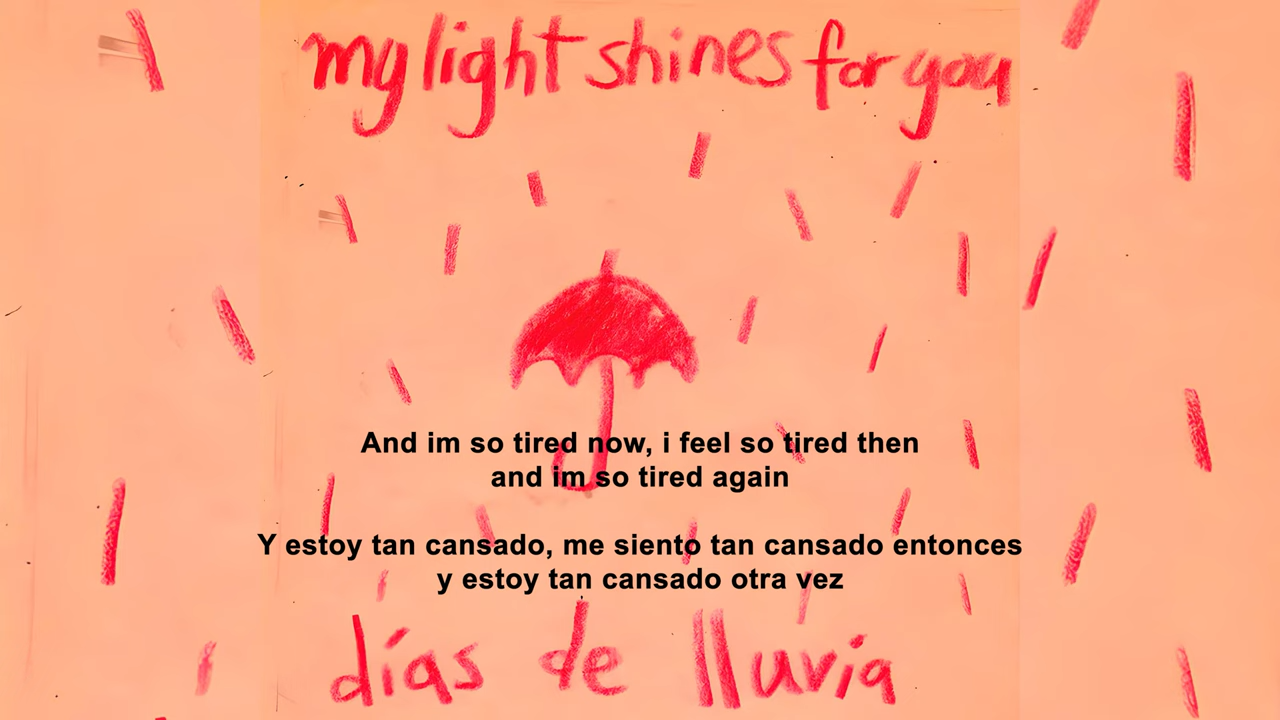 my light shines for you
And im so tired now, i feel so tired then
and im so tired again
Y estoy tan cansado, me siento tan cansado entonces
y estoy tan cansado otra vez
días de lluvia